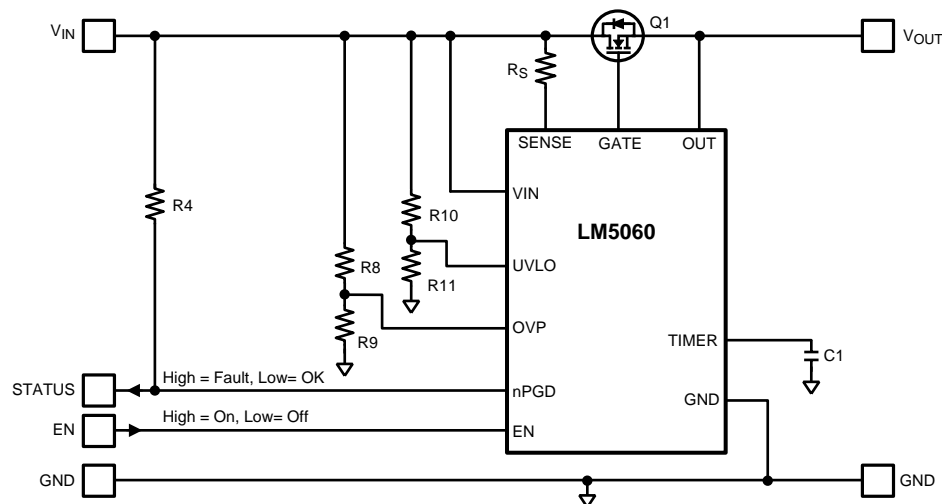 VIN
Q1
VOUT
RS
SENSE
GATE
OUT
VIN
R4
R10
LM5060
UVLO
R8
R11
OVP
R9
TIMER
C1
STATUS
High = Fault, Low= OK
nPGD
GND
EN
High = On, Low= Off
EN
GND
GND